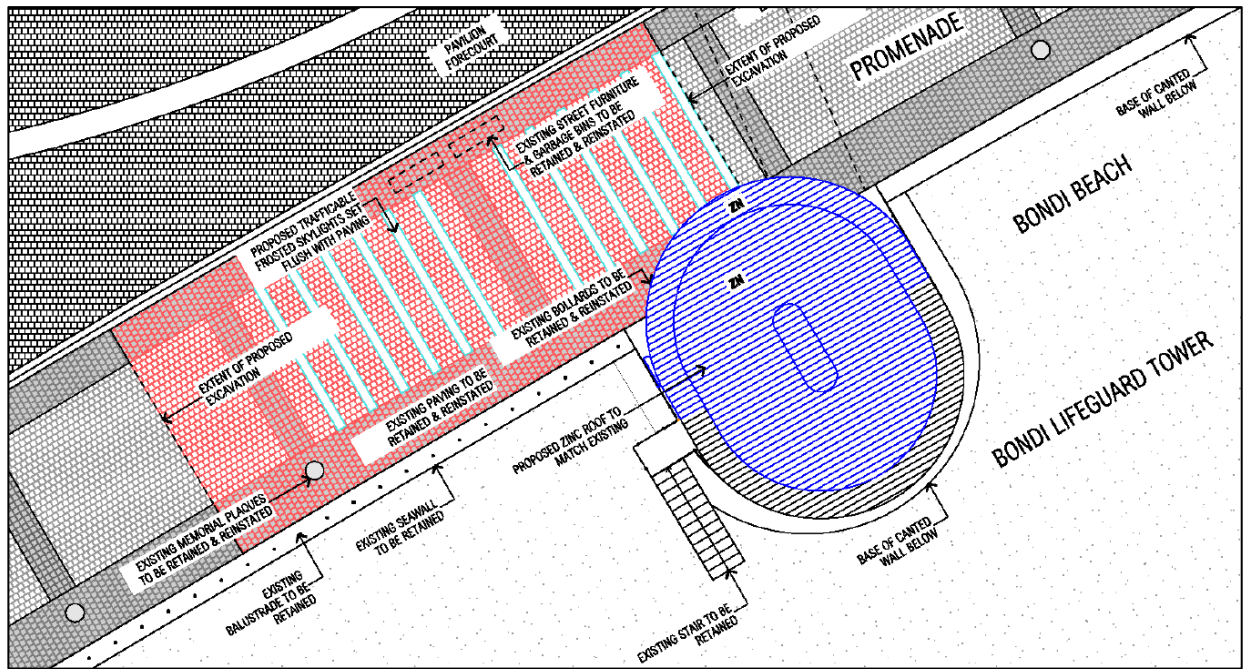 PAVILION
FORECOURT
EXTENT OF PROPOSED
EXCAVATION
PROMENADE
BASE OF CANTED
WALL BELOW
EXISTING STREET FURNITURE
& GARBAGE BINS TO BE
RETAINED & REINSTATED
PROPOSED TRAFFICABLE
FROSTED SKYLIGHTS SET
FLUSH WITH PAVING
ZN
ZN
BONDI BEACH
EXISTING BOLLARDS TO BE
RETAINED & REINSTATED
EXTENT OF PROPOSED
EXCAVATION
EXISTING PAVING TO BE
RETAINED & REINSTATED
PROPOSED ZINC ROOF TO
MATCH EXISTING
BONDI LIFEGUARD TOWER
EXISTING MEMORIAL PLAQUES
TO BE RETAINED & REINSTATED
EXISTING SEAWALL
TO BE RETAINED
BASE OF CANTED
WALL BELOW
EXISTING
BALUSTRADE TO BE
RETAINED
EXISTING STAIR TO BE
RETAINED